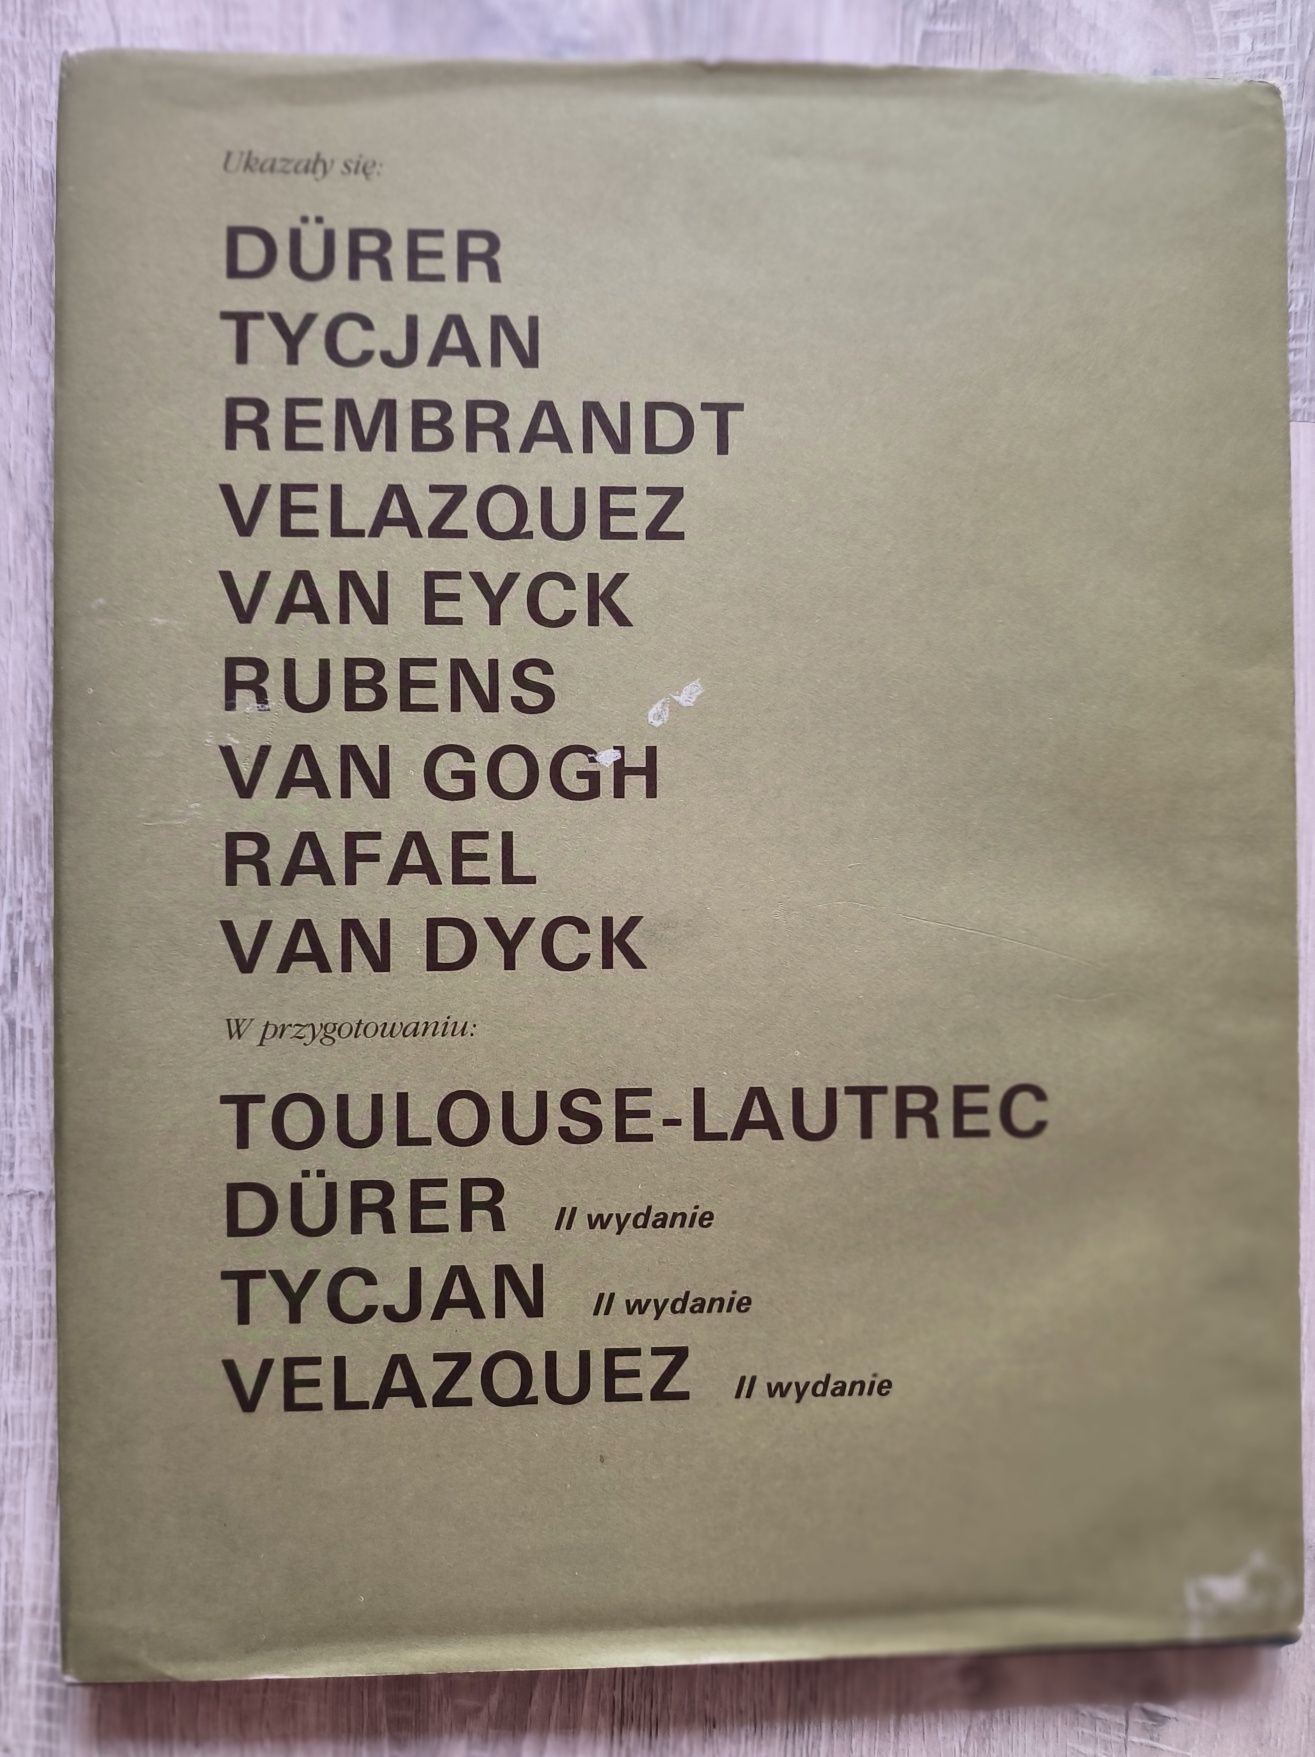 Ukazały się:
DÜRER
TYCJAN
REMBRANDT
VELAZQUEZ
VAN EYCK
RUBENS
VAN GOGH
RAFAEL
VAN DYCK
W przygotowaniu:
TOULOUSE-LAUTREC
DÜRER II wydanie
TYCJAN II wydanie
VELAZQUEZ II wydanie